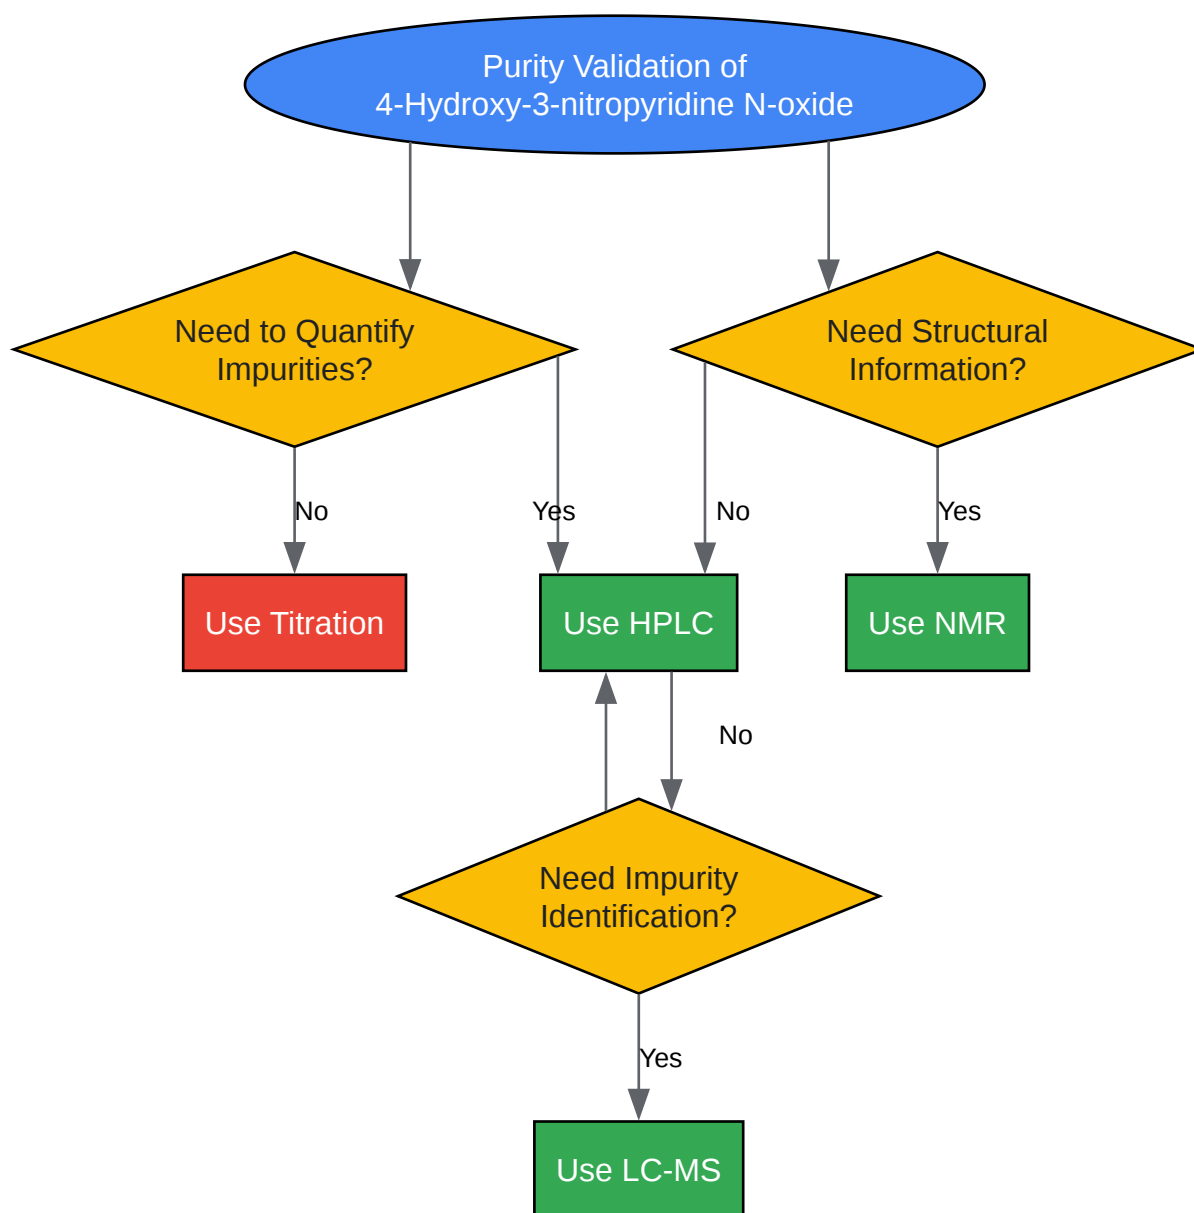 Purity Validation of
4-Hydroxy-3-nitropyridine N-oxide
Need to Quantify
Impurities?
Need Structural
Information?
No
Yes
No
Yes
Use Titration
Use HPLC
Use NMR
No
Need Impurity
Identification?
Yes
Use LC-MS